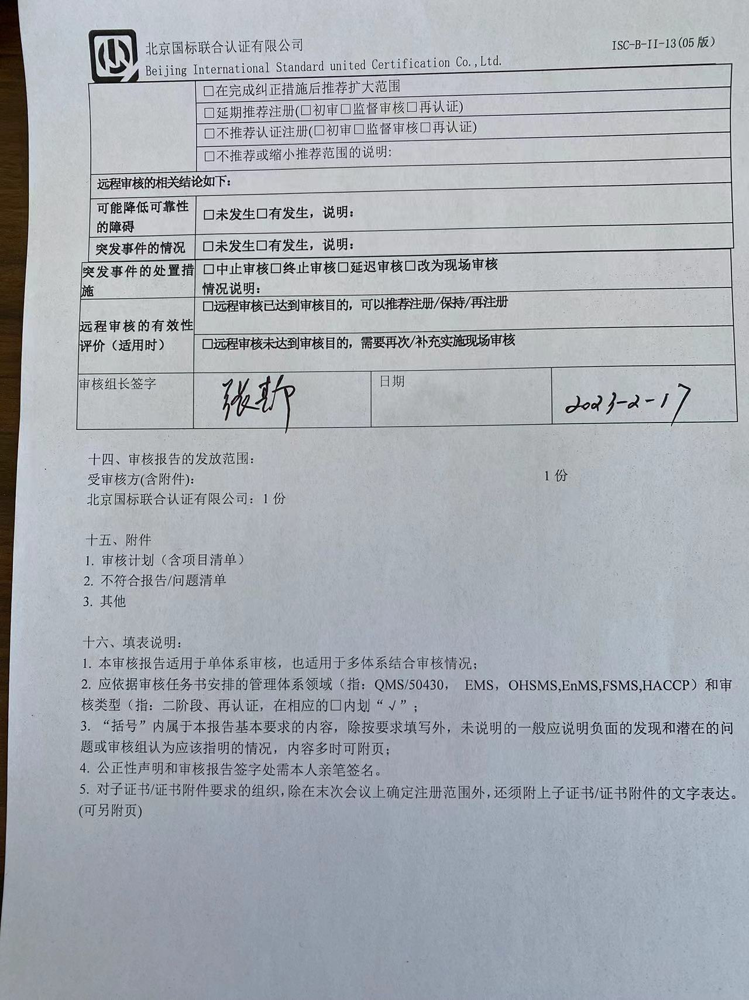 北京国标联合认证有限公司
ISC-B-II-13(05版)
Beijing International Standard united Certification Co.,Ltd.
□在完成纠正措施后推荐扩大范围
□延期推荐注册(□初审□监督审核□再认证)
□不推荐认证注册(□初审□监督审核□再认证)
□不推荐或缩小推荐范围的说明:
远程审核的相关结论如下：
可能降低可靠性
的障碍
□未发生□有发生，说明：
突发事件的情况
□未发生□有发生，说明：
突发事件的处置措
施
□中止审核□终止审核□延迟审核□改为现场审核
情况说明：
远程审核的有效性
评价（适用时）
□远程审核已达到审核目的，可以推荐注册/保持/再注册
□远程审核未达到审核目的，需要再次/补充实施现场审核
审核组长签字
日期
2023-2-17
十四、审核报告的发放范围：
受审核方(含附件)： 1 份
北京国标联合认证有限公司：1 份
十五、附件
1. 审核计划（含项目清单）
2. 不符合报告/问题清单
3. 其他
十六、填表说明：
1. 本审核报告适用于单体系审核，也适用于多体系结合审核情况；
2. 应依据审核任务书安排的管理体系领域（指：QMS/50430， EMS，OHSMS,EnMS,FSMS,HACCP）和审
核类型（指：二阶段、再认证，在相应的□内划“√”；
3. “括号”内属于本报告基本要求的内容，除按要求填写外，未说明的一般应说明负面的发现和潜在的问
题或审核组认为应该指明的情况，内容多时可附页；
4. 公正性声明和审核报告签字处需本人亲笔签名。
5. 对子证书/证书附件要求的组织,除在末次会议上确定注册范围外,还须附上子证书/证书附件的文字表达。
(可另附页)